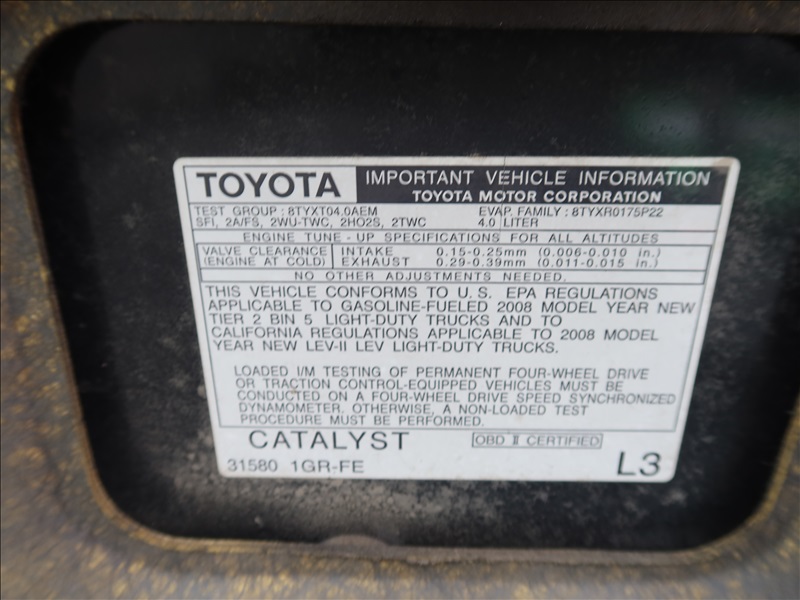 TOYOTA IMPORTANT VEHICLE INFORMATION
TOYOTA MOTOR CORPORATION
TEST GROUP : 8TYXT04.0AEM EVAP. FAMILY : 8TYXR0175P22
SFI, 2A/FS, 2WU-TWC, 2HO2S, 2TWC 4.0 LITER
ENGINE TUNE - UP SPECIFICATIONS FOR ALL ALTITUDES
VALVE CLEARANCE INTAKE 0.15-0.25mm (0.006-0.010 in.)
(ENGINE AT COLD) EXHAUST 0.29-0.39mm (0.011-0.015 in.)
NO OTHER ADJUSTMENTS NEEDED.
THIS VEHICLE CONFORMS TO U.S. EPA REGULATIONS
APPLICABLE TO GASOLINE-FUELED 2008 MODEL YEAR NEW
TIER 2 BIN 5 LIGHT-DUTY TRUCKS AND TO
CALIFORNIA REGULATIONS APPLICABLE TO 2008 MODEL
YEAR NEW LEV-II LEV LIGHT-DUTY TRUCKS.
LOADED I/M TESTING OF PERMANENT FOUR-WHEEL DRIVE
OR TRACTION CONTROL-EQUIPPED VEHICLES MUST BE
CONDUCTED ON A FOUR-WHEEL DRIVE SPEED SYNCHRONIZED
DYNAMOMETER. OTHERWISE, A NON-LOADED TEST
PROCEDURE MUST BE PERFORMED.
CATALYST OBD II CERTIFIED
31580 1GR-FE L3